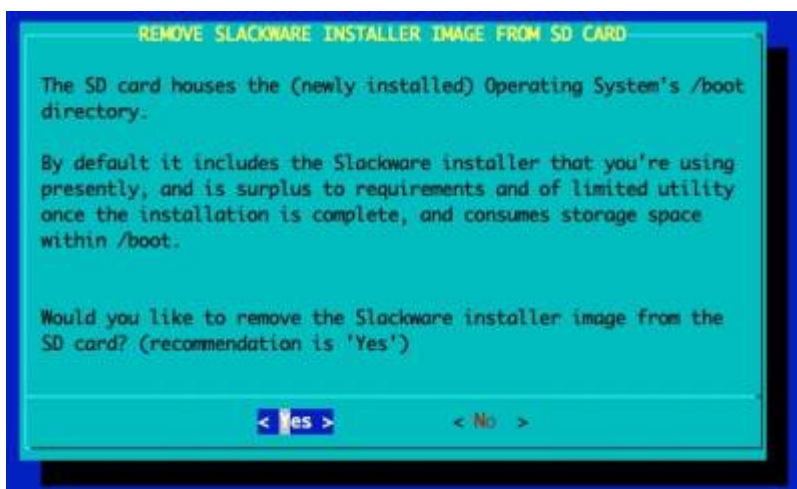 REMOVE SLACKWARE INSTALLER IMAGE FROM SD CARD
The SD card houses the (newly installed) Operating System's /boot
directory.
By default it includes the Slackware installer that you're using
presently, and is surplus to requirements and of limited utility
once the installation is complete, and consumes storage space
within /boot.
Would you like to remove the Slackware installer image from the
SD card? (recommendation is 'Yes')
< Yes > < No >